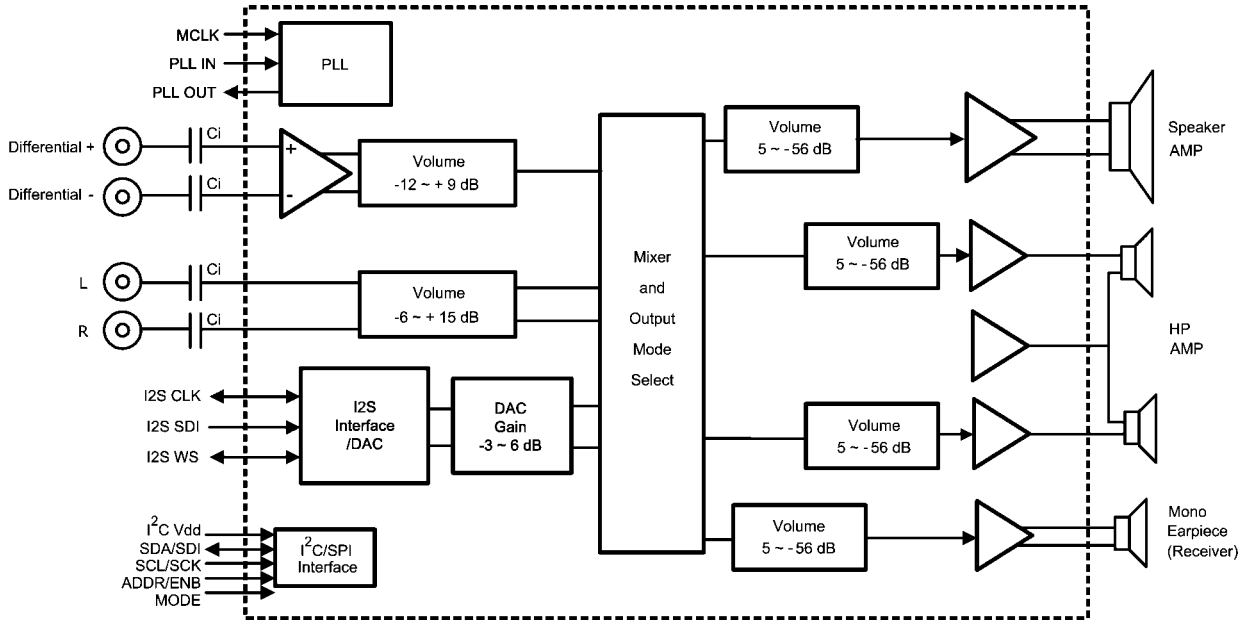 MCLK
PLL IN
PLL OUT
PLL
Differential +
Ci
Differential -
Ci
+
-
Volume
-12 ~ + 9 dB
L
Ci
R
Ci
Volume
-6 ~ + 15 dB
I2S CLK
I2S SDI
I2S WS
I2S
Interface
/DAC
DAC
Gain
-3 ~ 6 dB
I²C Vdd
SDA/SDI
SCL/SCK
ADDR/ENB
MODE
I²C/SPI
Interface
Mixer
and
Output
Mode
Select
Volume
5 ~ -56 dB
Speaker
AMP
Volume
5 ~ -56 dB
HP
AMP
Volume
5 ~ -56 dB
Volume
5 ~ -56 dB
Mono
Earpiece
(Receiver)